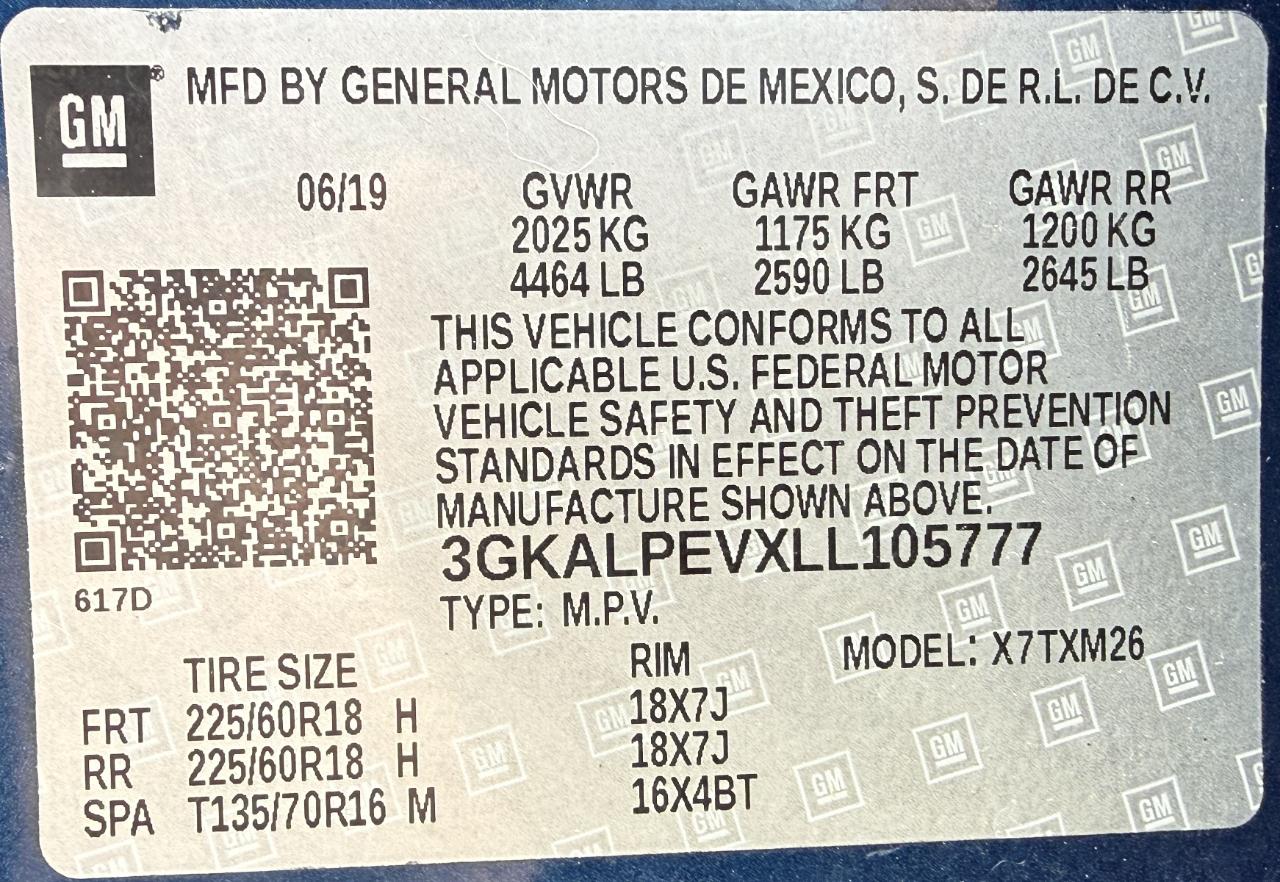 GM® MFD BY GENERAL MOTORS DE MEXICO, S. DE R.L. DE C.V.
06/19 GVWR GAWR FRT GAWR RR
2025 KG 1175 KG 1200 KG
4464 LB 2590 LB 2645 LB
THIS VEHICLE CONFORMS TO ALL
APPLICABLE U.S. FEDERAL MOTOR
VEHICLE SAFETY AND THEFT PREVENTION
STANDARDS IN EFFECT ON THE DATE OF
MANUFACTURE SHOWN ABOVE.
3GKALPEVXLL105777
617D
TYPE: M.P.V.
TIRE SIZE RIM MODEL: X7TXM26
FRT 225/60R18 H 18X7J
RR 225/60R18 H 18X7J
SPA T135/70R16 M 16X4BT